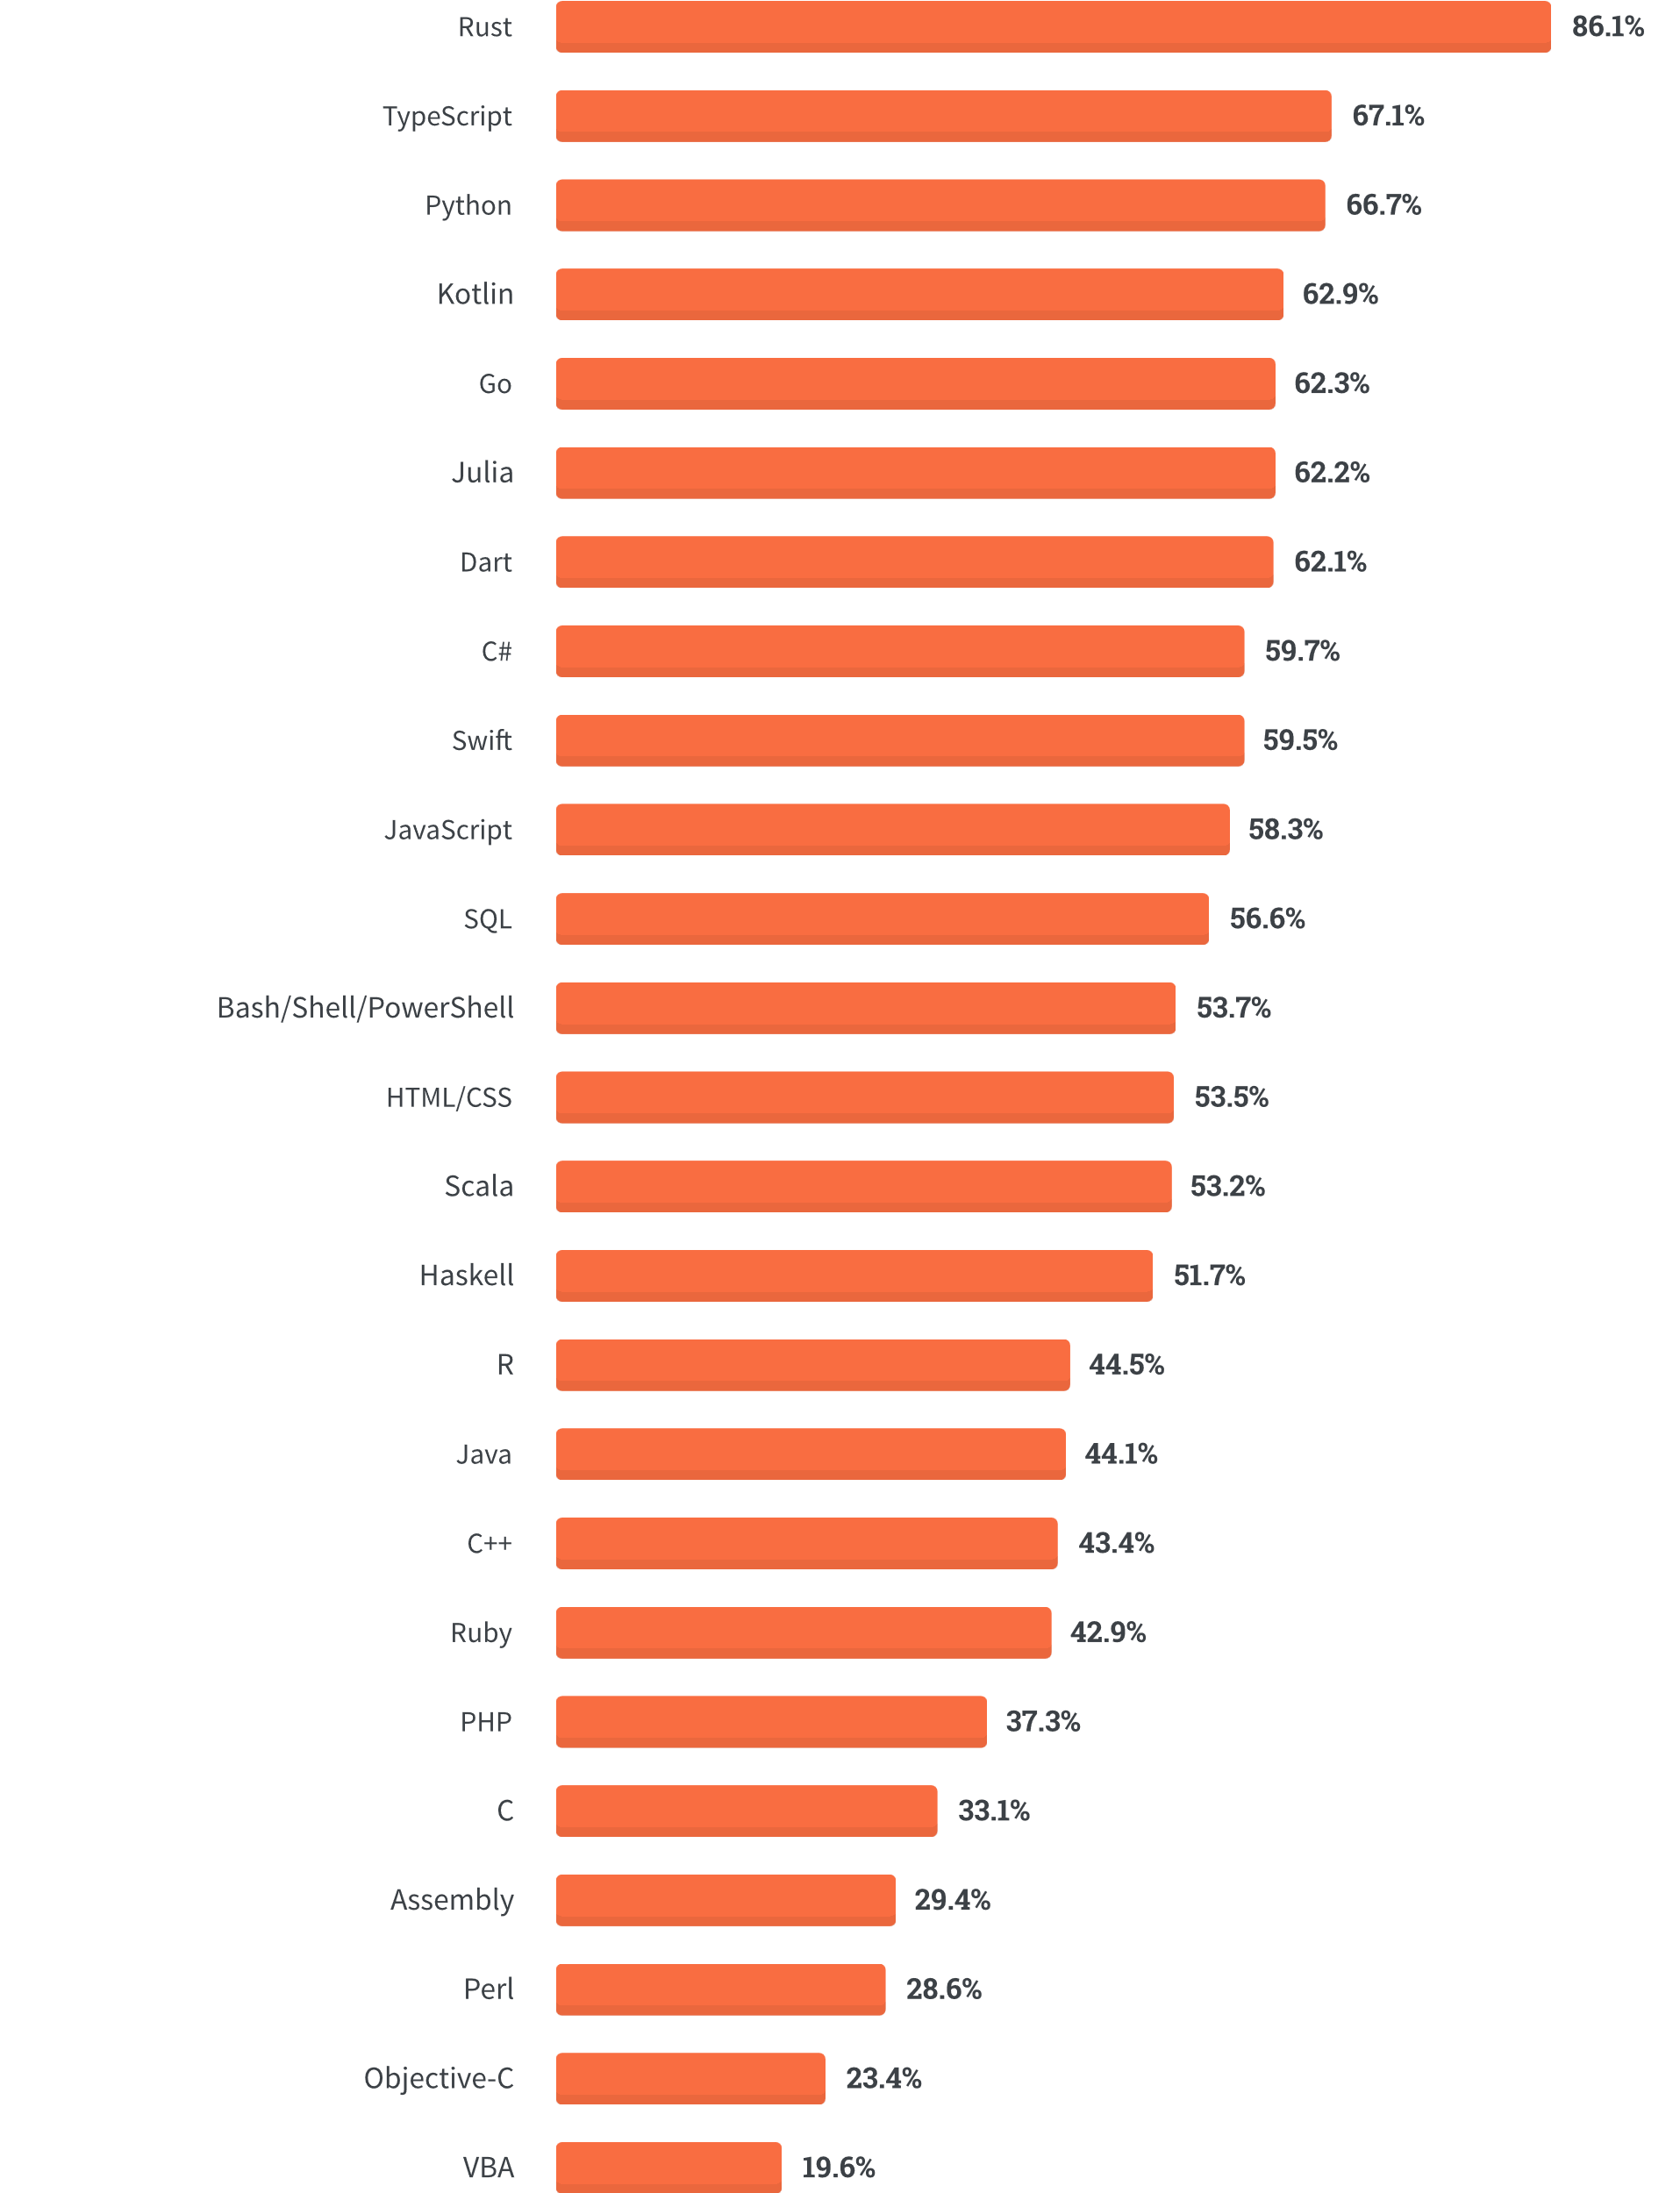 Rust 86.1%
TypeScript 67.1%
Python 66.7%
Kotlin 62.9%
Go 62.3%
Julia 62.2%
Dart 62.1%
C# 59.7%
Swift 59.5%
JavaScript 58.3%
SQL 56.6%
Bash/Shell/PowerShell 53.7%
HTML/CSS 53.5%
Scala 53.2%
Haskell 51.7%
R 44.5%
Java 44.1%
C++ 43.4%
Ruby 42.9%
PHP 37.3%
C 33.1%
Assembly 29.4%
Perl 28.6%
Objective-C 23.4%
VBA 19.6%